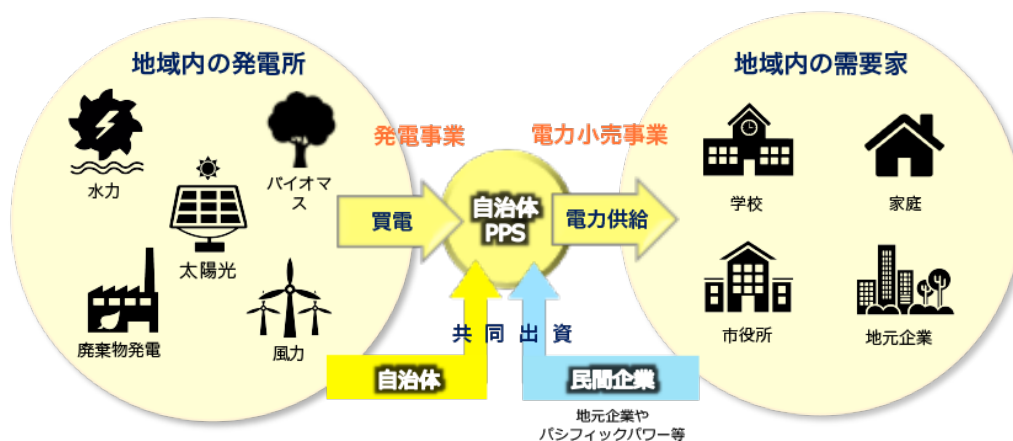 地域内の発電所
水力
バイオマ
ス
太陽光
廃棄物発電
風力
発電事業
電力小売事業
買電
自治体
PPS
電力供給
共同出資
自治体
民間企業
地元企業や
パシフィックパワー等
地域内の需要家
学校
家庭
市役所
地元企業